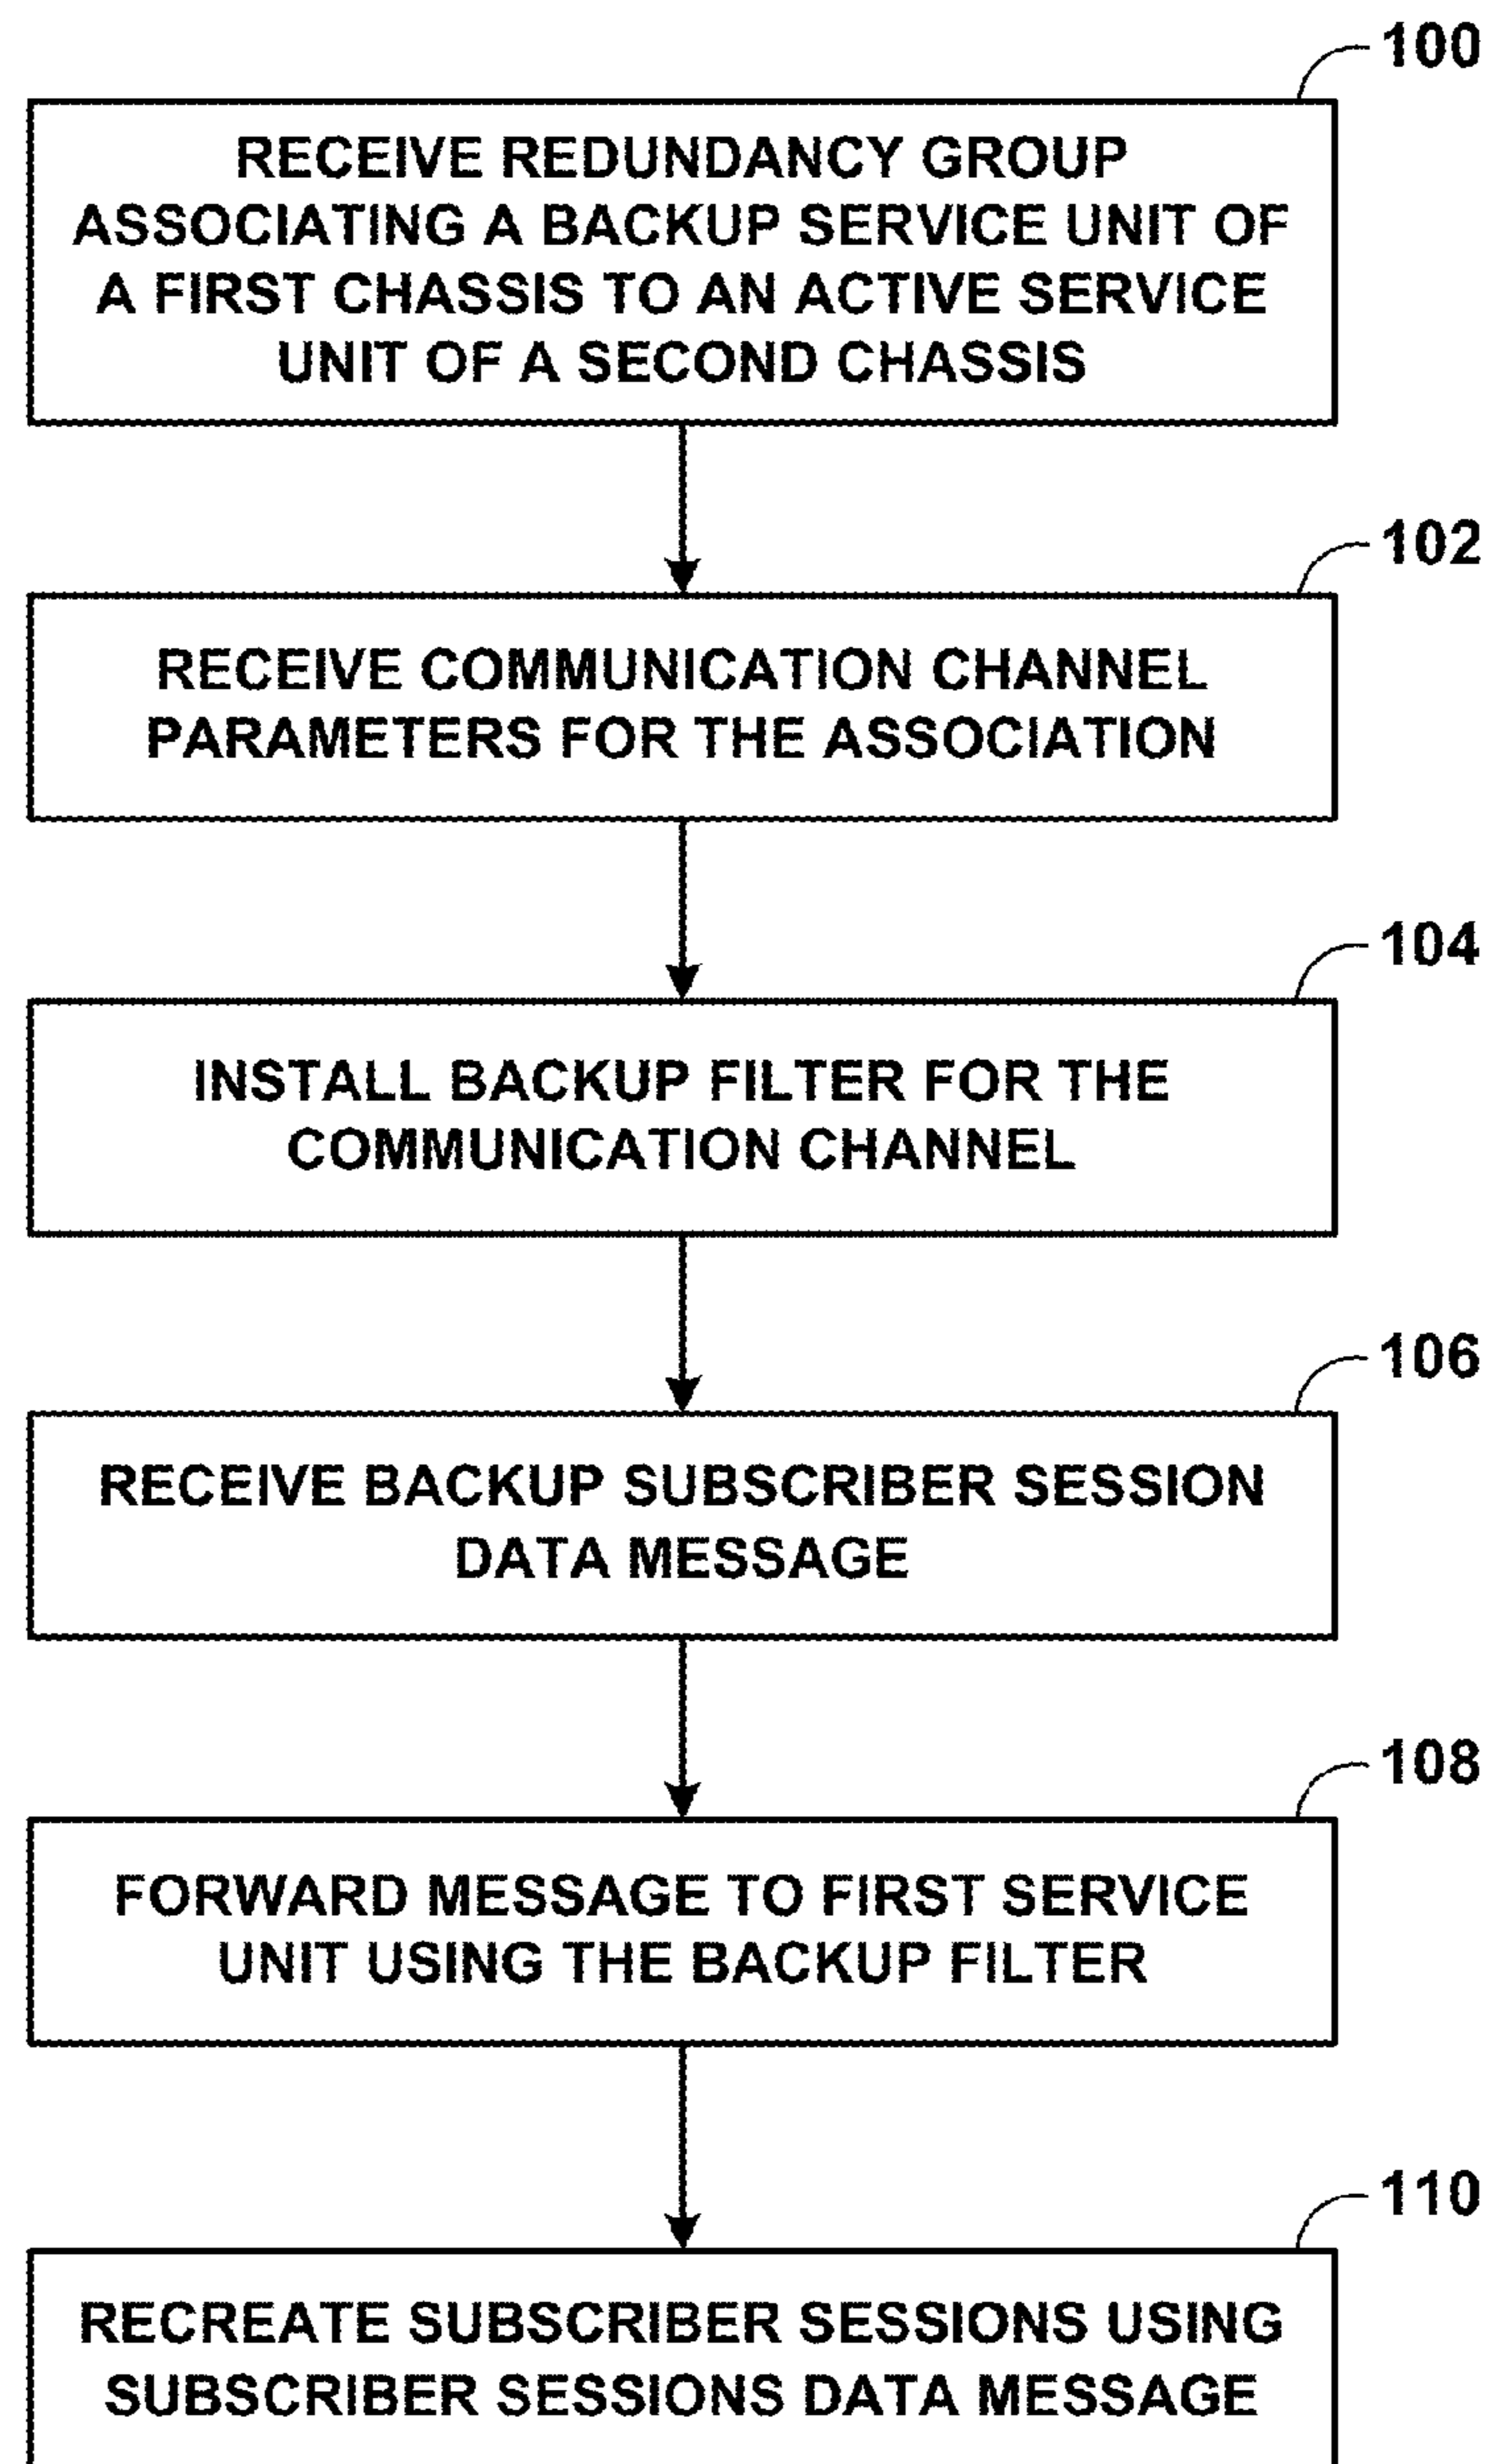 100
RECEIVE REDUNDANCY GROUP
ASSOCIATING A BACKUP SERVICE UNIT OF
A FIRST CHASSIS TO AN ACTIVE SERVICE
UNIT OF A SECOND CHASSIS
102
RECEIVE COMMUNICATION CHANNEL
PARAMETERS FOR THE ASSOCIATION
104
INSTALL BACKUP FILTER FOR THE
COMMUNICATION CHANNEL
106
RECEIVE BACKUP SUBSCRIBER SESSION
DATA MESSAGE
108
FORWARD MESSAGE TO FIRST SERVICE
UNIT USING THE BACKUP FILTER
110
RECREATE SUBSCRIBER SESSIONS USING
SUBSCRIBER SESSIONS DATA MESSAGE